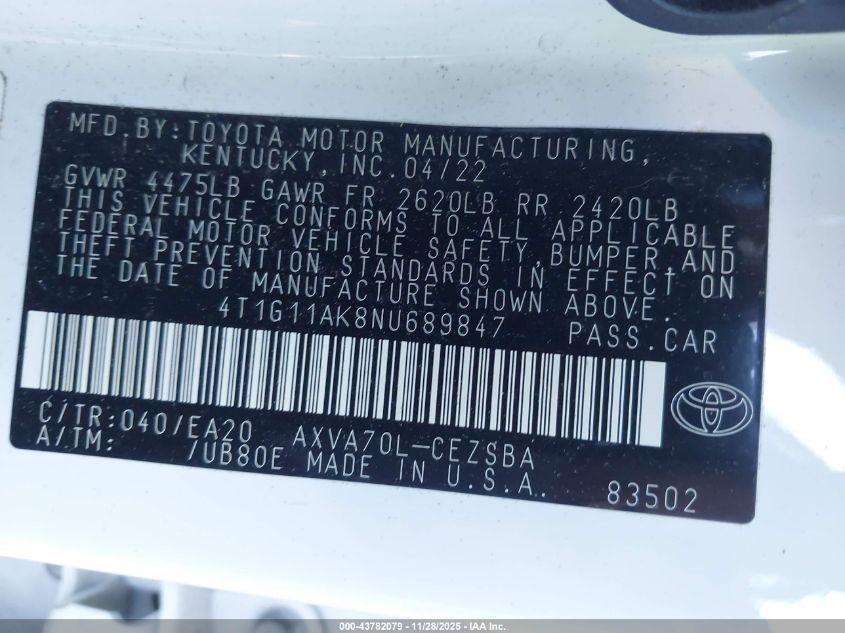 MFD.BY:TOYOTA MOTOR MANUFACTURING,
KENTUCKY,INC.04/22
GVWR 4475LB GAWR FR 2620LB RR 2420LB
THIS VEHICLE CONFORMS TO ALL APPLICABLE
FEDERAL MOTOR VEHICLE SAFETY,BUMPER,AND
THEFT PREVENTION STANDARDS IN EFFECT ON
THE DATE OF MANUFACTURE SHOWN ABOVE.
4T1G11AK8NU689847 PASS.CAR
C/TR:040/EA20 AXVA70L-CEZSBA
A/TM: /UB80E MADE IN U.S.A.
83502
000-43782079 - 11/28/2025 - IAA Inc.